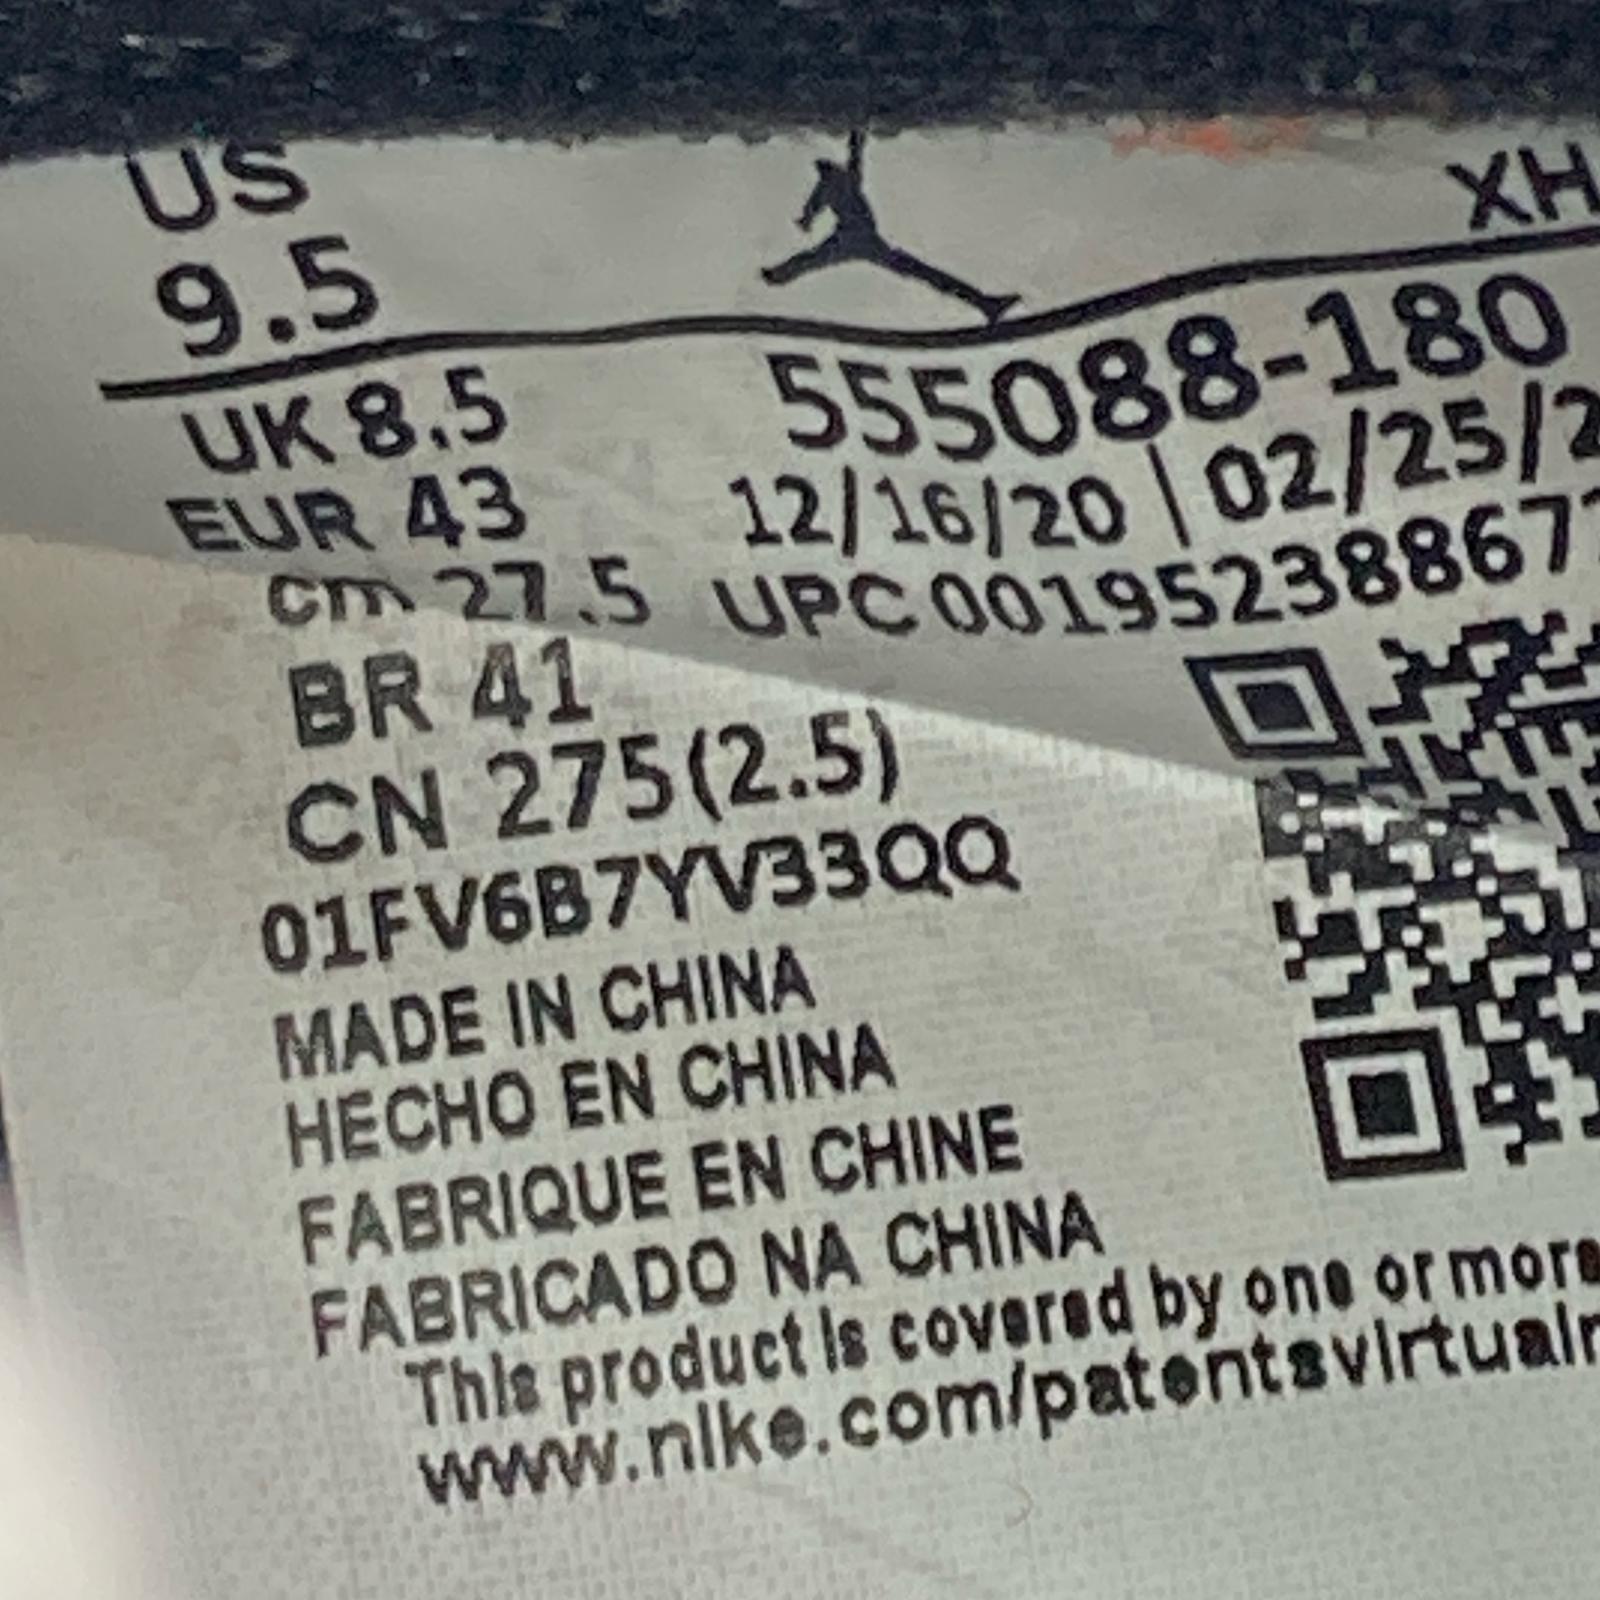 US
XH
9.5
UK 8.5
555088-180
EUR 43
12/16/20 | 02/25/2
cm 27.5
UPC 00195238867
BR 41
CN 275(2.5)
01FV6B7YV33QQ
MADE IN CHINA
HECHO EN CHINA
FABRIQUE EN CHINE
FABRICADO NA CHINA
This product is covered by one or more
www.nike.com/patentsvirtual